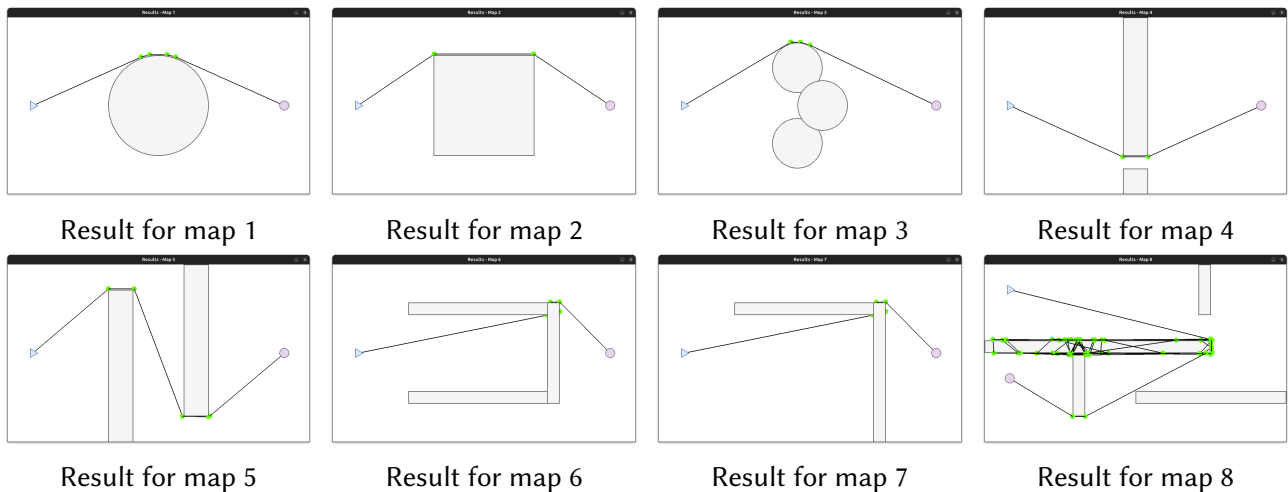 Results - Map 1
Results - Map 2
Results - Map 3
Results - Map 4
Result for map 1
Result for map 2
Result for map 3
Result for map 4
Results - Map 5
Results - Map 6
Results - Map 7
Results - Map 8
Result for map 5
Result for map 6
Result for map 7
Result for map 8